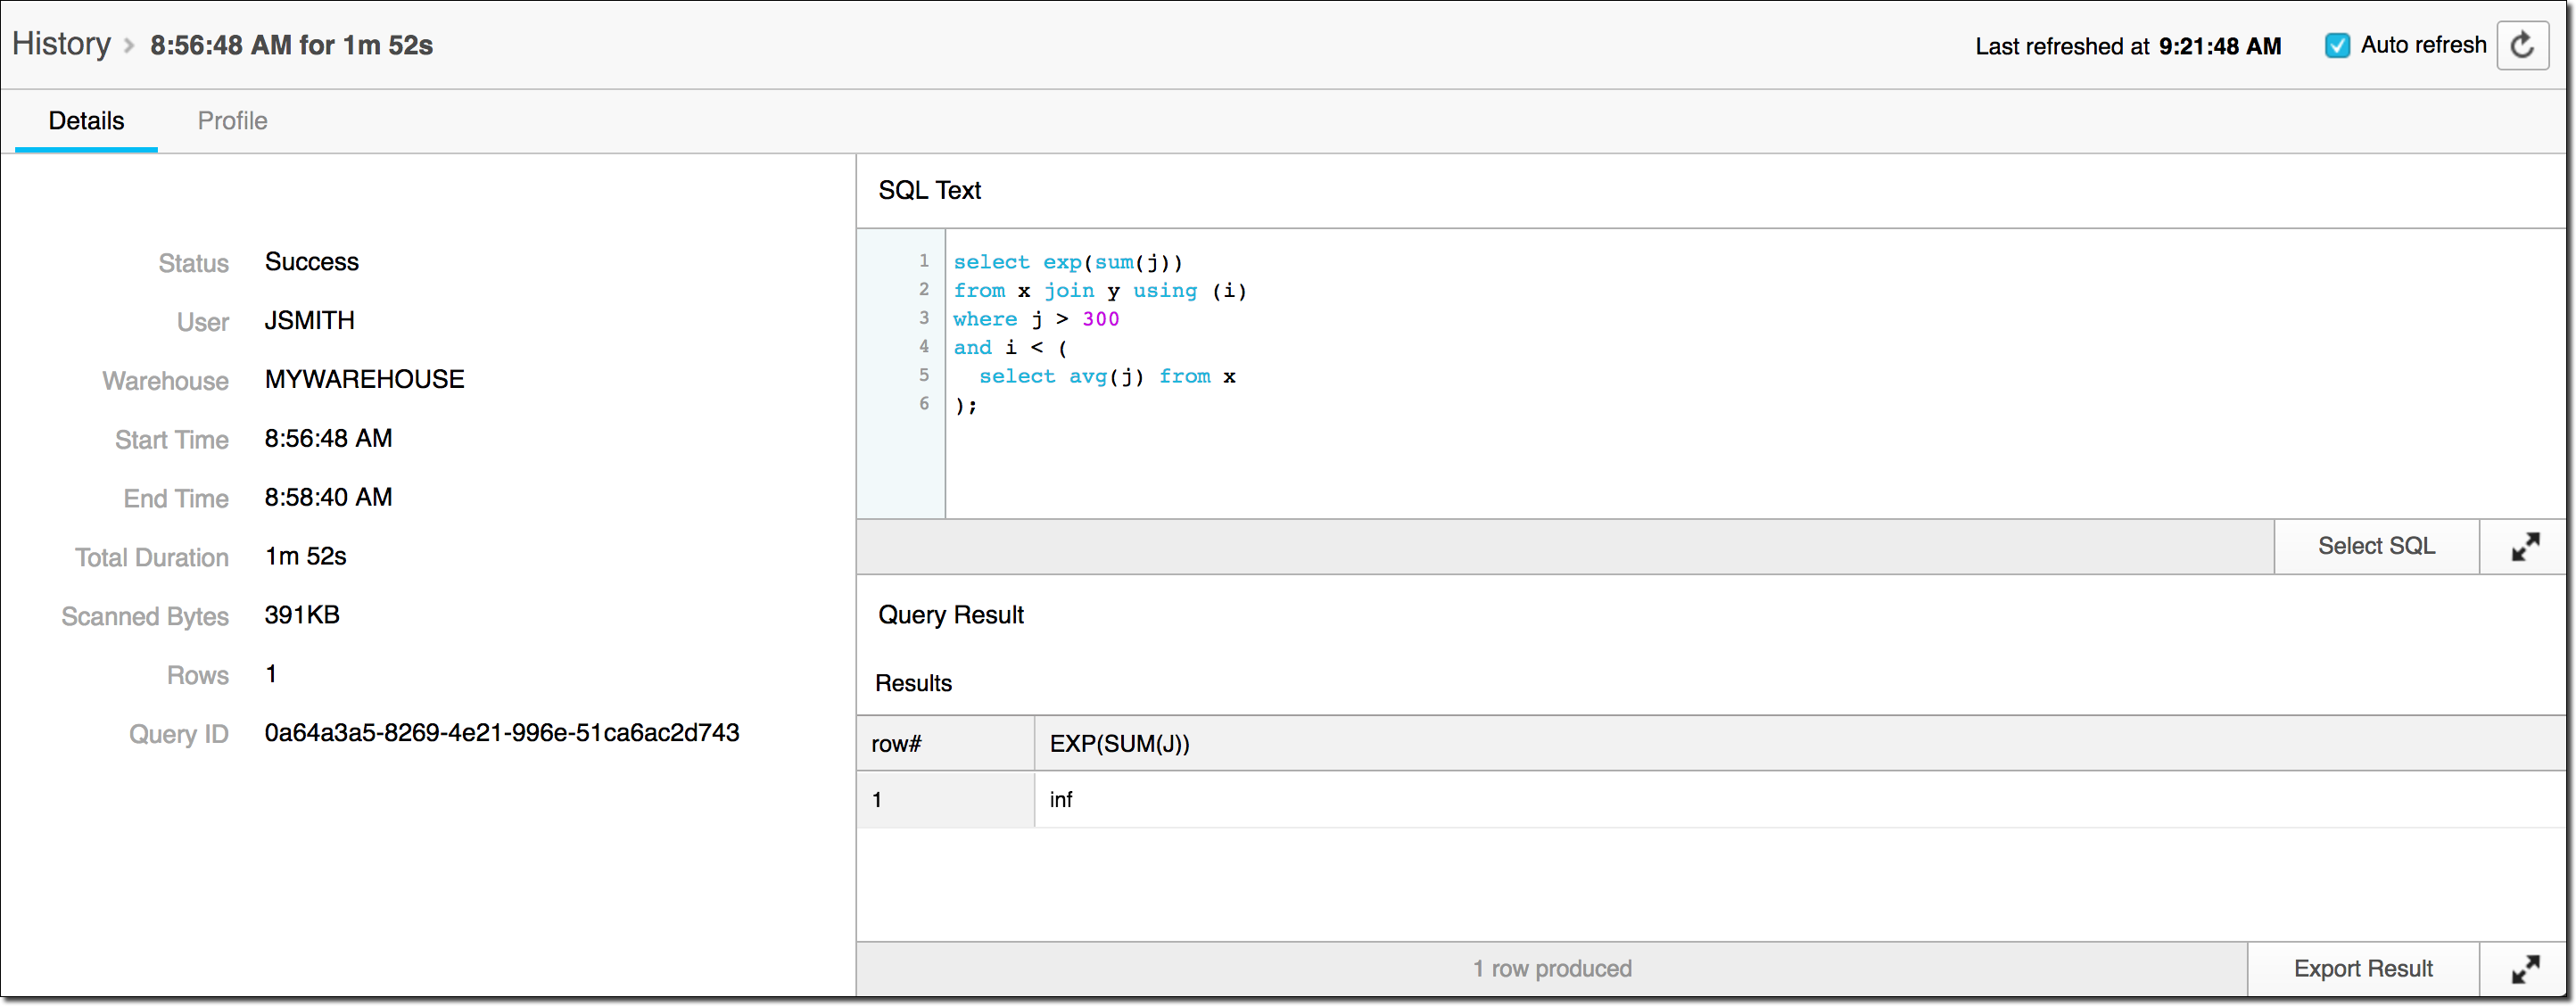 History > 8:56:48 AM for 1m 52s
Last refreshed at 9:21:48 AM
Auto refresh
Details
Profile
Status Success
User JSMITH
Warehouse MYWAREHOUSE
Start Time 8:56:48 AM
End Time 8:58:40 AM
Total Duration 1m 52s
Scanned Bytes 391KB
Rows 1
Query ID 0a64a3a5-8269-4e21-996e-51ca6ac2d743
SQL Text
1 select exp(sum(j))
2 from x join y using (i)
3 where j > 300
4 and i < (
5   select avg(j) from x
6 );
Select SQL
Query Result
Results
row# EXP(SUM(J))
1 inf
1 row produced
Export Result